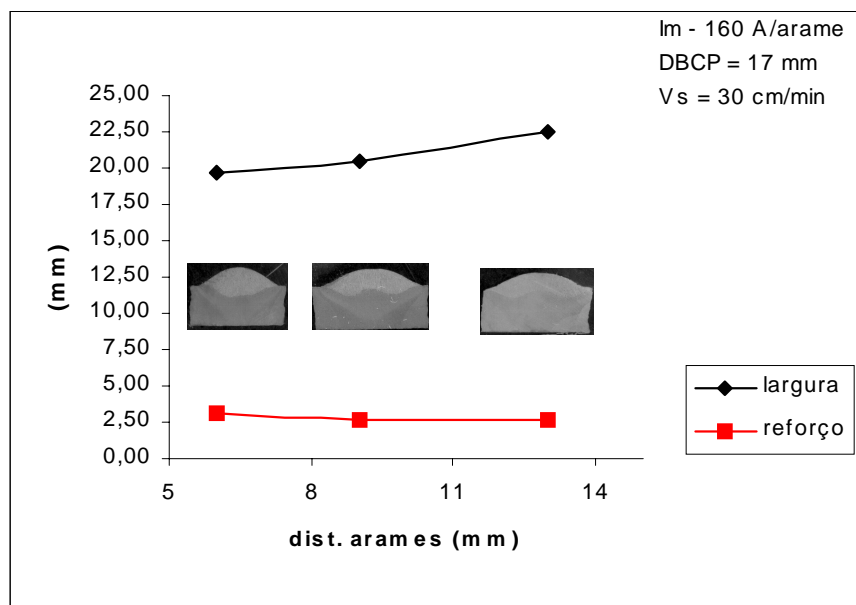 Im - 160 A/arame
DBCP = 17 mm
Vs = 30 cm/min
25,00
22,50
20,00
17,50
15,00
12,50
10,00
7,50
5,00
2,50
0,00
(mm)
5 8 11 14
dist. arames (mm)
largura
reforço